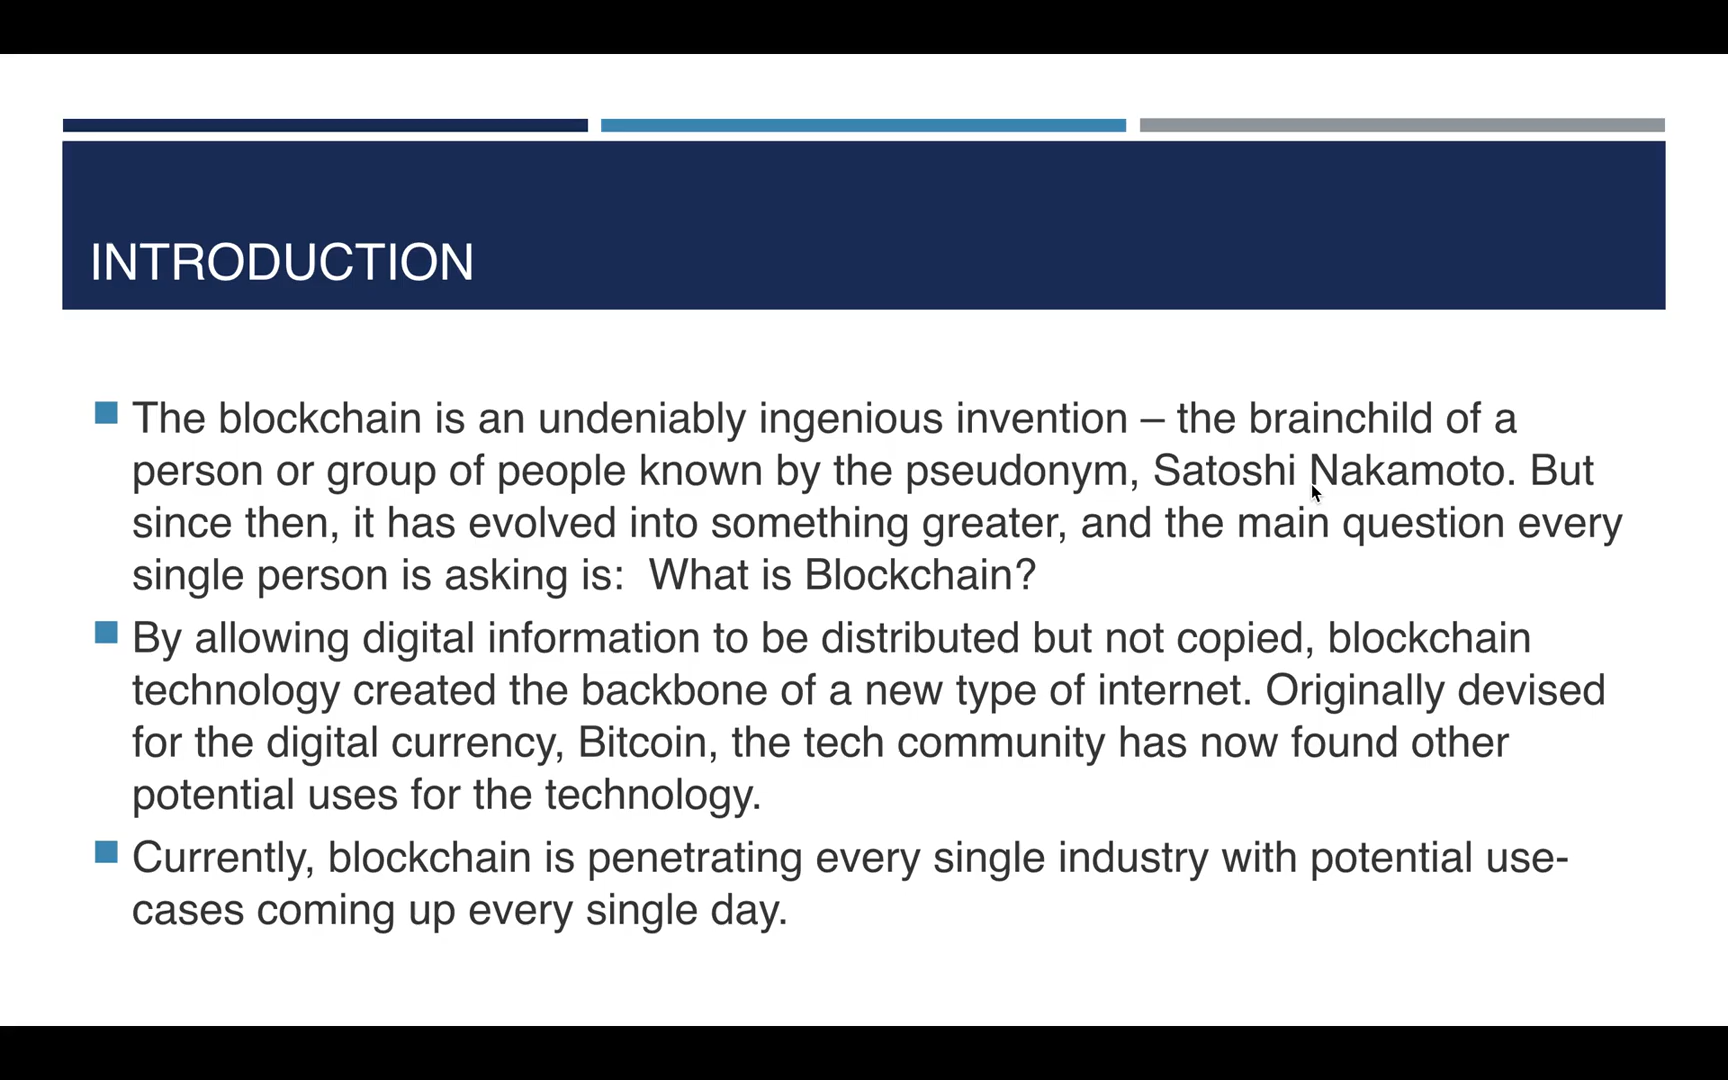 INTRODUCTION
The blockchain is an undeniably ingenious invention – the brainchild of a
person or group of people known by the pseudonym, Satoshi Nakamoto. But
since then, it has evolved into something greater, and the main question every
single person is asking is:  What is Blockchain?
By allowing digital information to be distributed but not copied, blockchain
technology created the backbone of a new type of internet. Originally devised
for the digital currency, Bitcoin, the tech community has now found other
potential uses for the technology.
Currently, blockchain is penetrating every single industry with potential use-
cases coming up every single day.